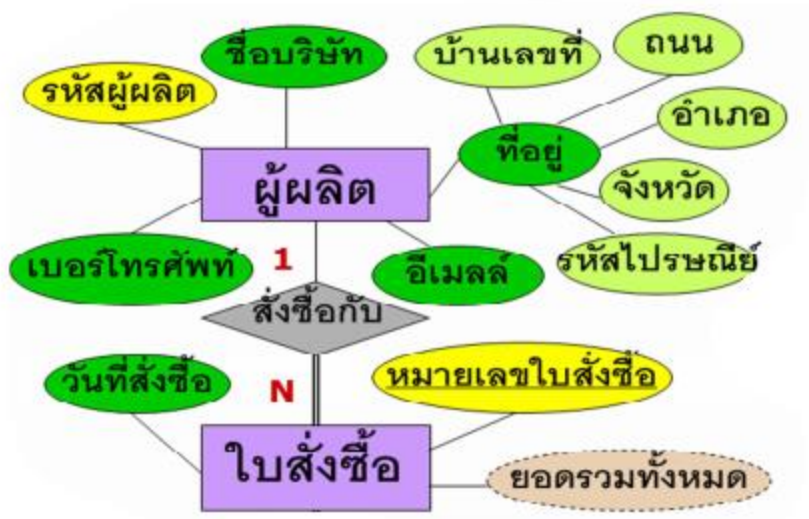 ชื่อบริษัท
บ้านเลขที่
ถนน
รหัสผู้ผลิต
อำเภอ
ที่อยู่
ผู้ผลิต
จังหวัด
เบอร์โทรศัพท์
1
อีเมลล์
รหัสไปรษณีย์
สั่งซื้อกับ
วันที่สั่งซื้อ
N
หมายเลขใบสั่งซื้อ
ใบสั่งซื้อ
ยอดรวมทั้งหมด